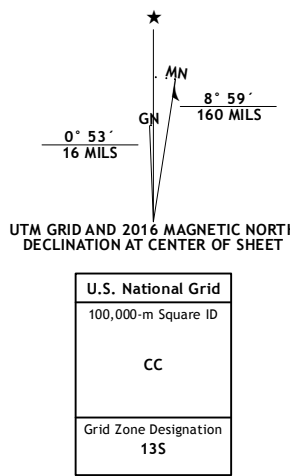 MN
GN
8° 59´
160 MILS
0° 53´
16 MILS
UTM GRID AND 2016 MAGNETIC NORTH
DECLINATION AT CENTER OF SHEET
U.S. National Grid
100,000-m Square ID
CC
Grid Zone Designation
13S